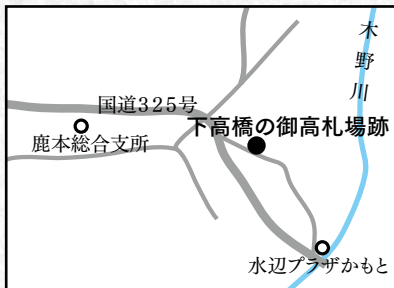 木野川
国道325号
下高橋の御高札場跡
鹿本総合支所
水辺プラザかもと